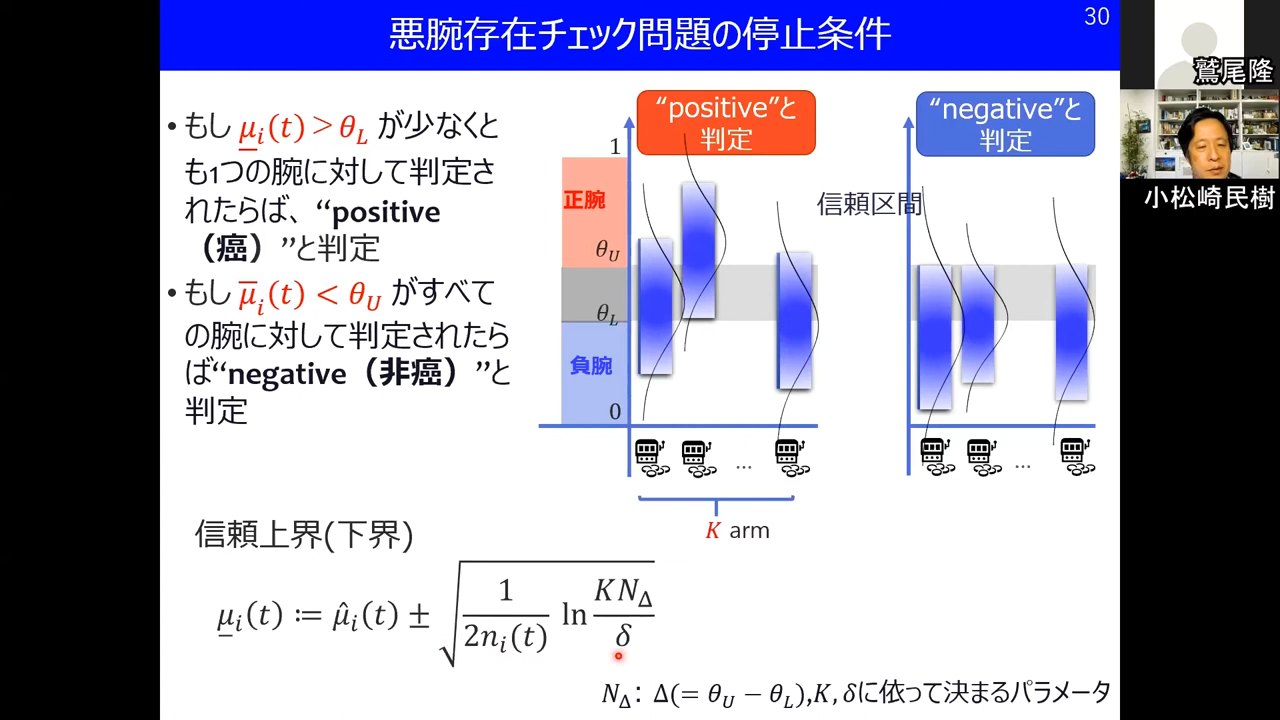 悪腕存在チェック問題の停止条件
30
鷲尾隆
小松崎民樹
• もし μ_i(t) > θ_L が少なくと
も1つの腕に対して判定さ
れたらば、 “positive
（癌）”と判定
• もし μ̅_i(t) < θ_U がすべて
の腕に対して判定されたら
ば“negative（非癌）”と
判定
“positive”と
判定
“negative”と
判定
1
正腕
θ_U
θ_L
負腕
0
信頼区間
...
...
K arm
信頼上界(下界)
μ̲_i(t) ≔ μ̂_i(t) ± √(1/(2n_i(t)) ln (KN_Δ/δ))
N_Δ: Δ(= θ_U − θ_L),K, δに依って決まるパラメータ